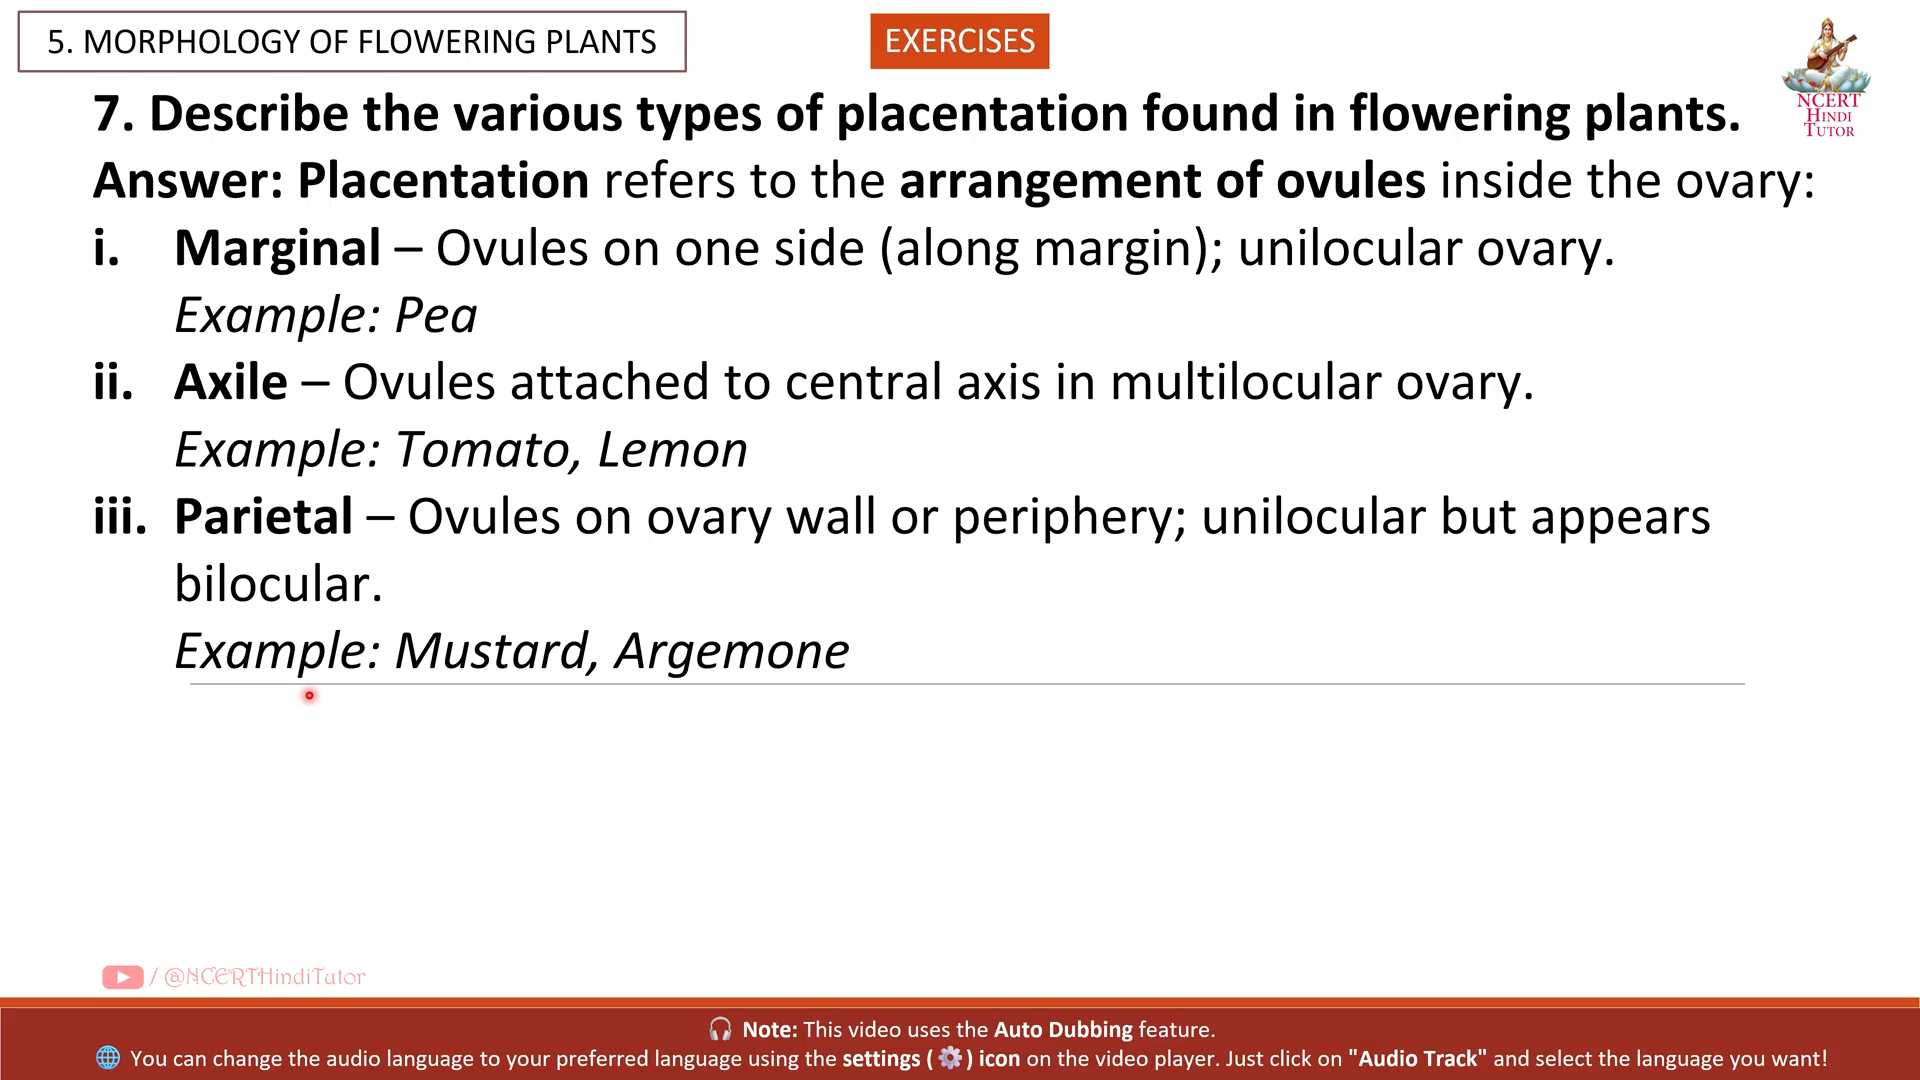 5. MORPHOLOGY OF FLOWERING PLANTS
EXERCISES
NCERT
HINDI
TUTOR
7. Describe the various types of placentation found in flowering plants.
Answer: Placentation refers to the arrangement of ovules inside the ovary:
i. Marginal – Ovules on one side (along margin); unilocular ovary.
Example: Pea
ii. Axile – Ovules attached to central axis in multilocular ovary.
Example: Tomato, Lemon
iii. Parietal – Ovules on ovary wall or periphery; unilocular but appears
bilocular.
Example: Mustard, Argemone
/ @NCERTHindiTutor
Note: This video uses the Auto Dubbing feature.
You can change the audio language to your preferred language using the settings ( ) icon on the video player. Just click on "Audio Track" and select the language you want!